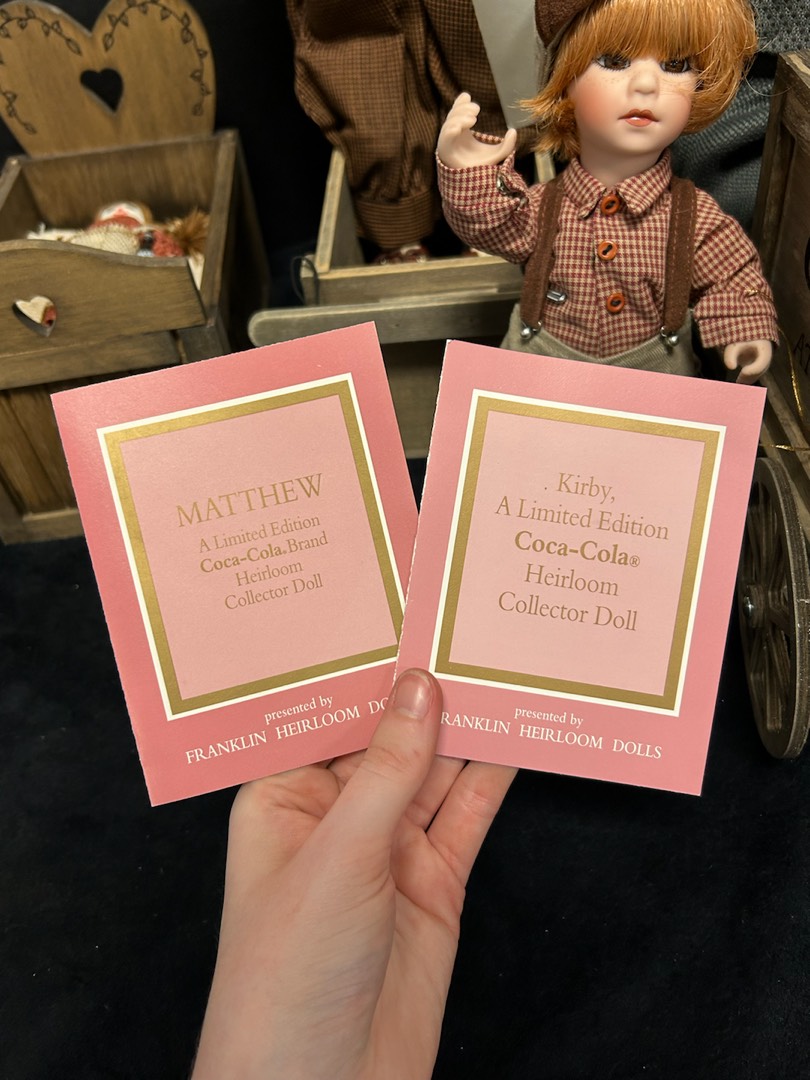 MATTHEW
A Limited Edition
Coca-Cola® Brand
Heirloom
Collector Doll
presented by
FRANKLIN HEIRLOOM
Kirby,
A Limited Edition
Coca-Cola®
Heirloom
Collector Doll
presented by
FRANKLIN HEIRLOOM DOLLS